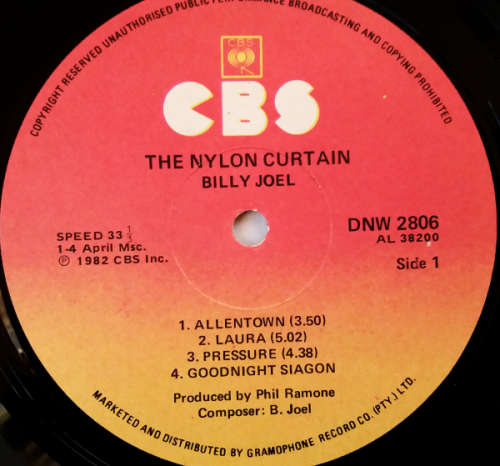 COPYRIGHT RESERVED UNAUTHORISED PUBLIC PERFORMANCE BROADCASTING AND COPYING PROHIBITED
CBS
CBS
THE NYLON CURTAIN
BILLY JOEL
DNW 2806
AL 38200
SPEED 33 1/3
1-4 April Msc.
℗ 1982 CBS Inc.
Side 1
1. ALLENTOWN (3.50)
2. LAURA (5.02)
3. PRESSURE (4.38)
4. GOODNIGHT SIAGON
Produced by Phil Ramone
Composer: B. Joel
MARKETED AND DISTRIBUTED BY GRAMOPHONE RECORD CO. (PTY.) LTD.